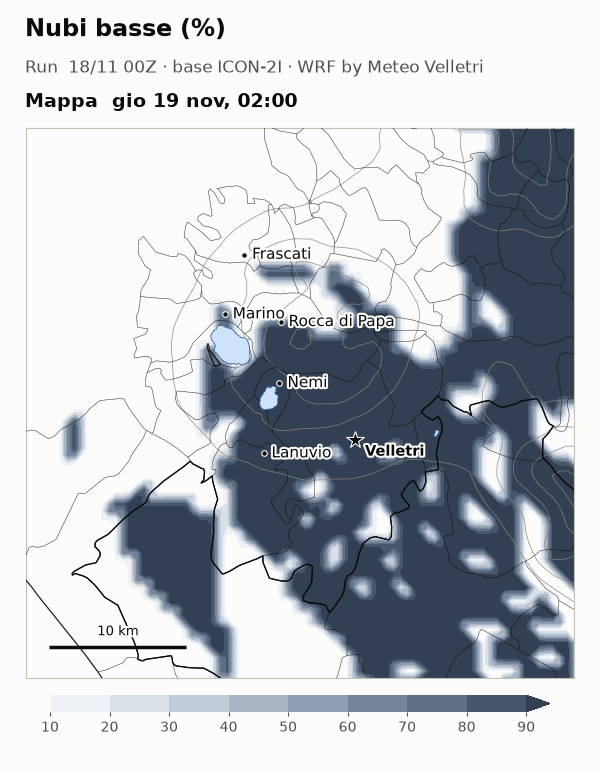 Nubi basse (%)
Run  18/11 00Z · base ICON-2I · WRF by Meteo Velletri
Mappa  gio 19 nov, 02:00
Frascati
Marino
Rocca di Papa
Nemi
Velletri
Lanuvio
10 km
10 20 30 40 50 60 70 80 90